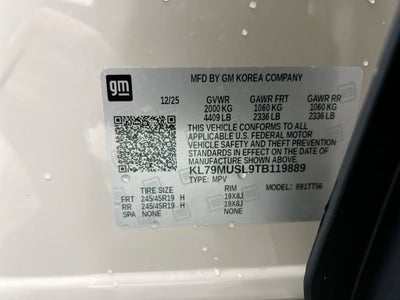 gm
MFD BY GM KOREA COMPANY
12/25 GVWR GAWR FRT GAWR RR
2000 KG 1060 KG 1060 KG
4409 LB 2336 LB 2336 LB
THIS VEHICLE CONFORMS TO ALL
APPLICABLE U.S. FEDERAL MOTOR
VEHICLE SAFETY AND THEFT
PREVENTION STANDARDS IN EFFECT
ON THE DATE OF MANUFACTURE
SHOWN ABOVE.
KL79MUSL9TB119889
TYPE: MPV MODEL: 991TT56
TIRE SIZE RIM
FRT 245/45R19 H 19X8J
RR 245/45R19 H 19X8J
SPA NONE NONE